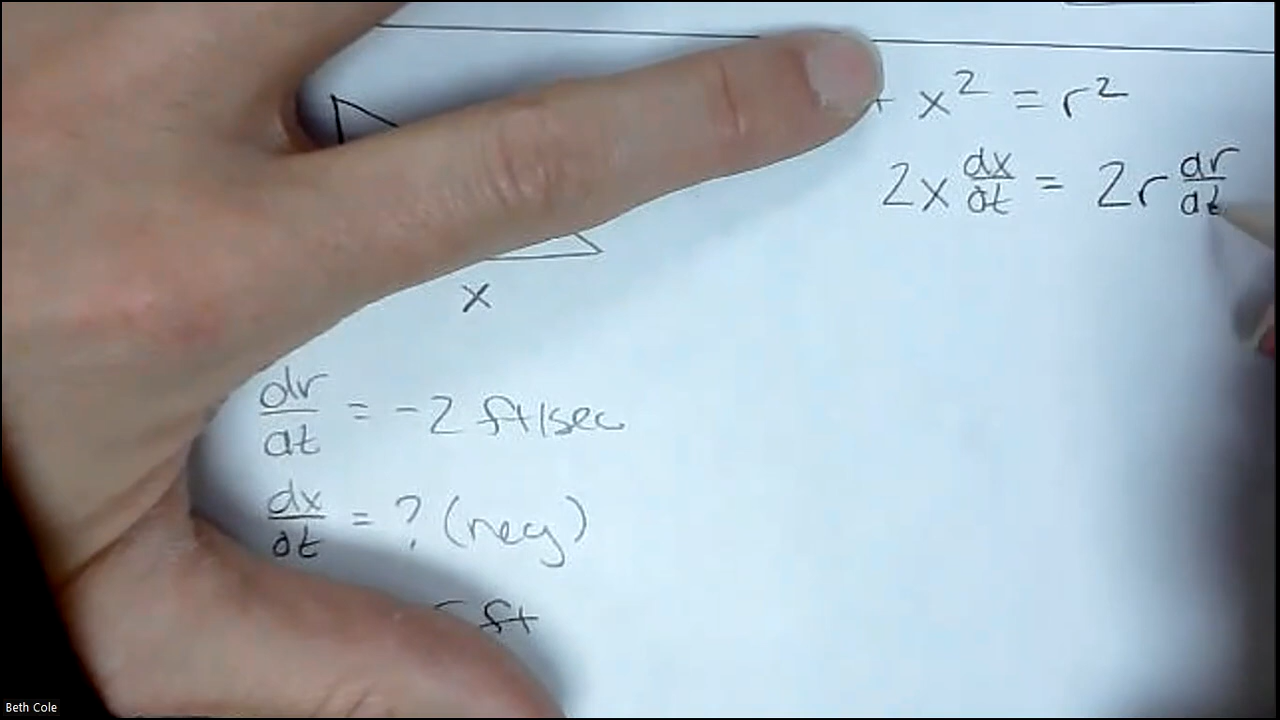 + x² = r²
2x dx/dt = 2r dr/dt
x
dr/dt = -2 ft/sec
dx/dt = ? (neg)
ft
Beth Cole